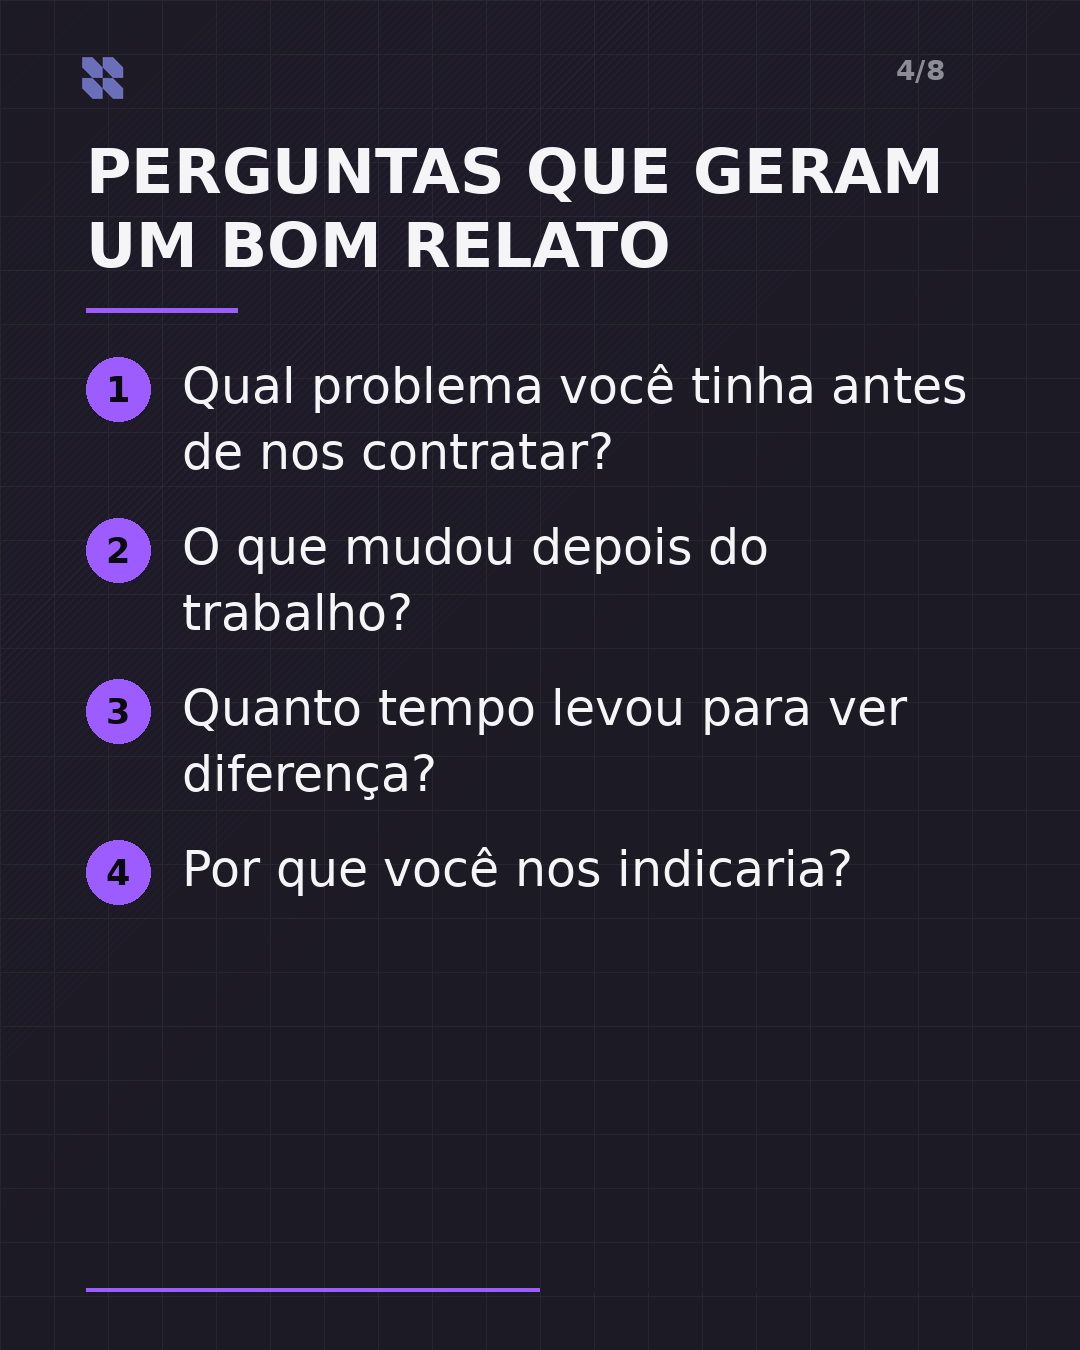 4/8
PERGUNTAS QUE GERAM
UM BOM RELATO
1 Qual problema você tinha antes
de nos contratar?
2 O que mudou depois do
trabalho?
3 Quanto tempo levou para ver
diferença?
4 Por que você nos indicaria?